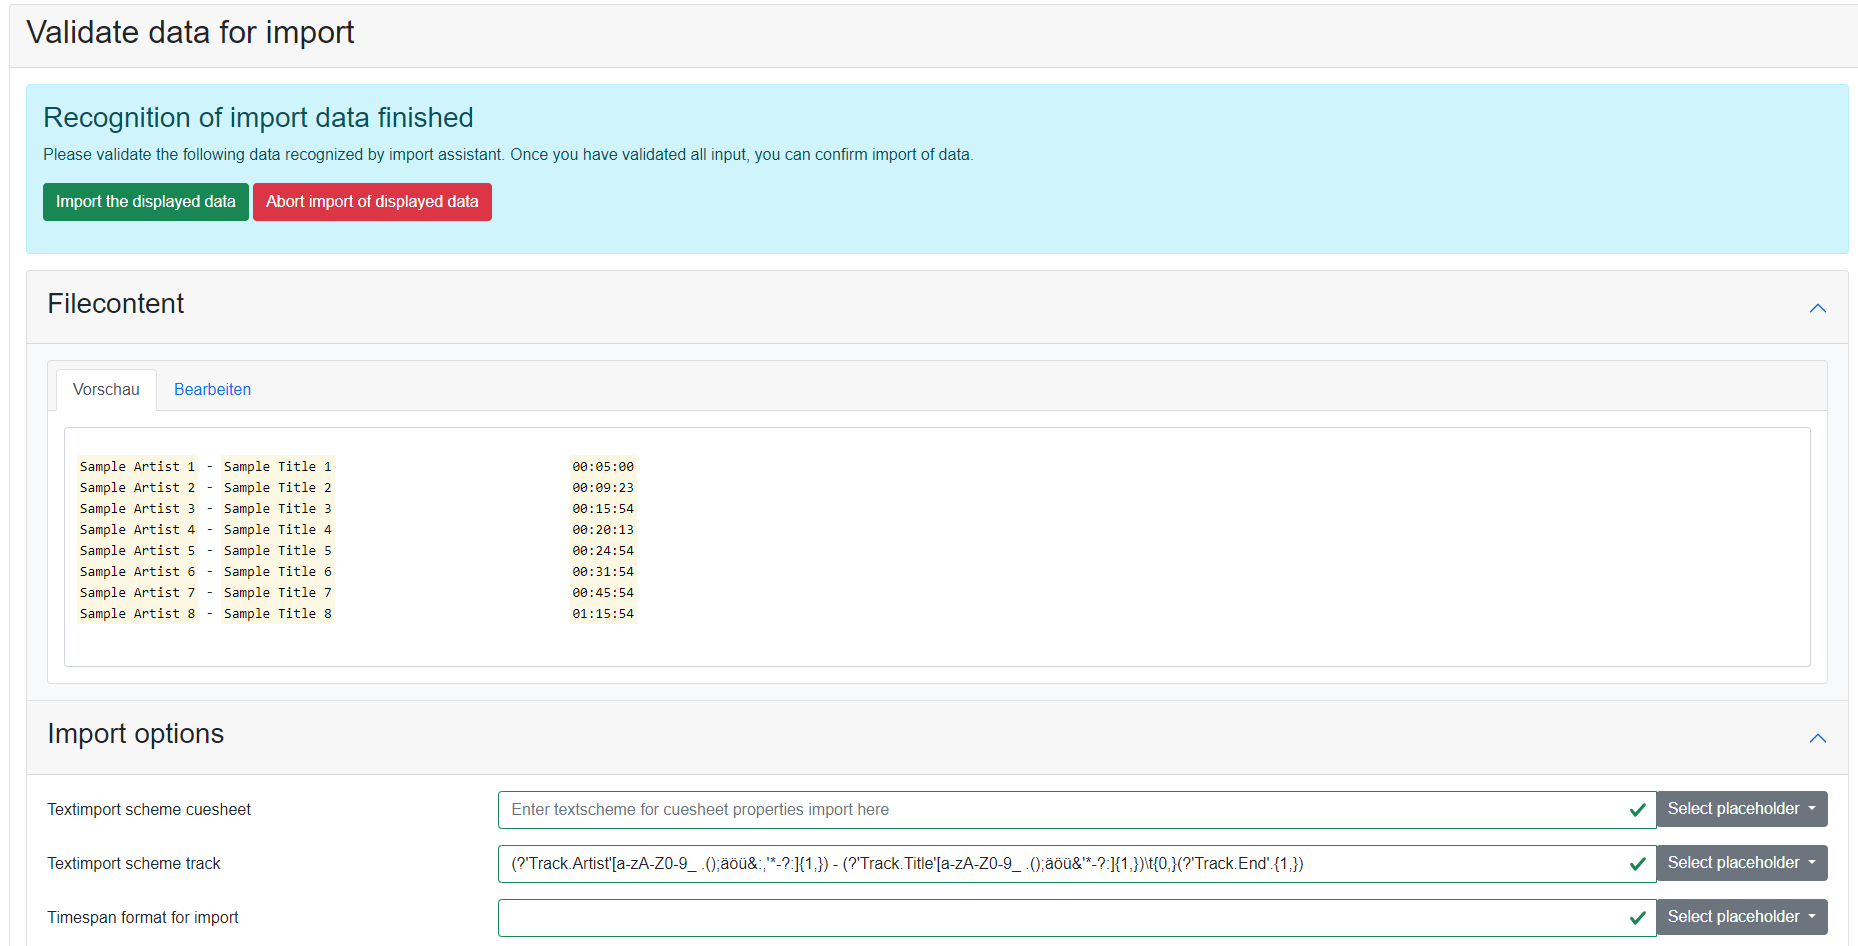 Validate data for import
Recognition of import data finished
Please validate the following data recognized by import assistant. Once you have validated all input, you can confirm import of data.
Import the displayed data Abort import of displayed data
Filecontent
Vorschau Bearbeiten
Sample Artist 1 - Sample Title 1 00:05:00
Sample Artist 2 - Sample Title 2 00:09:23
Sample Artist 3 - Sample Title 3 00:15:54
Sample Artist 4 - Sample Title 4 00:20:13
Sample Artist 5 - Sample Title 5 00:24:54
Sample Artist 6 - Sample Title 6 00:31:54
Sample Artist 7 - Sample Title 7 00:45:54
Sample Artist 8 - Sample Title 8 01:15:54
Import options
Textimport scheme cuesheet Enter textscheme for cuesheet properties import here Select placeholder
Textimport scheme track (?'Track.Artist'[a-zA-Z0-9_ .();äöü&:,'*-?:]{1,}) - (?'Track.Title'[a-zA-Z0-9_ .();äöü&'*-?:]{1,})\t{0,}(?'Track.End'.{1,}) Select placeholder
Timespan format for import Select placeholder